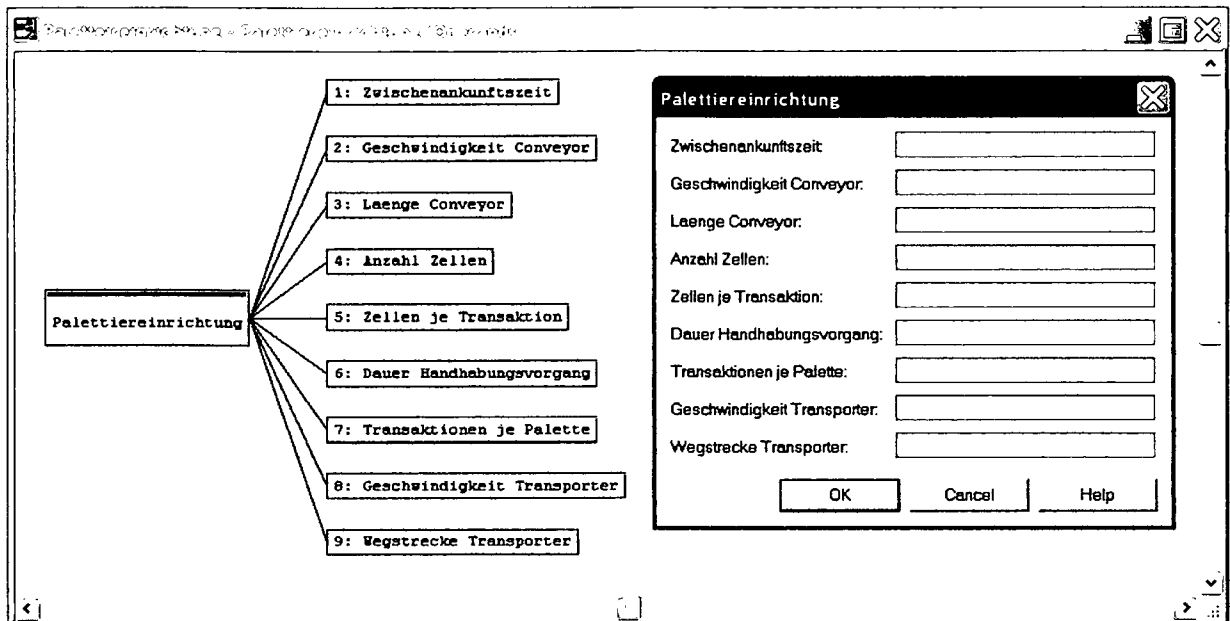 1: Zwischenankunftszeit
2: Geschwindigkeit Conveyor
3: Laenge Conveyor
4: Anzahl Zellen
5: Zellen je Transaktion
6: Dauer Handhabungsvorgang
7: Transaktionen je Palette
8: Geschwindigkeit Transporter
9: Wegstrecke Transporter
Palettiereinrichtung
Palettiereinrichtung
Zwischenankunftszeit:
Geschwindigkeit Conveyor:
Laenge Conveyor:
Anzahl Zellen:
Zellen je Transaktion:
Dauer Handhabungsvorgang:
Transaktionen je Palette:
Geschwindigkeit Transporter:
Wegstrecke Transporter:
OK Cancel Help